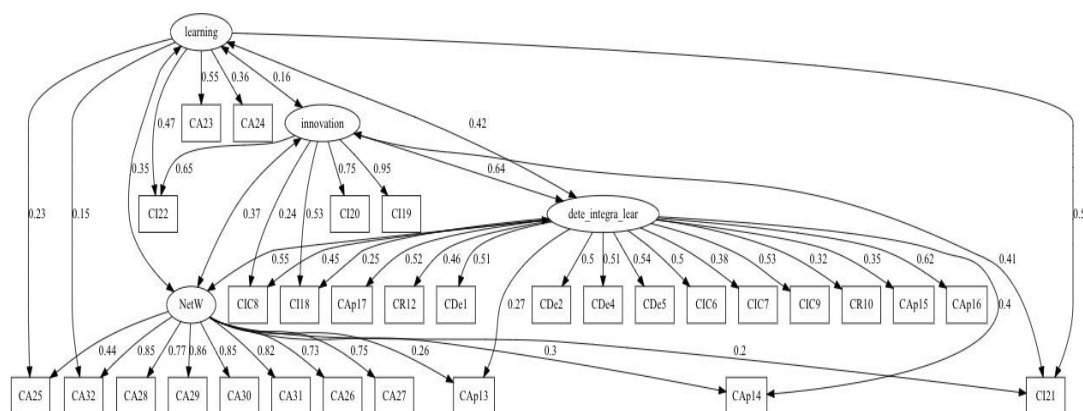 learning
0.55
0.36
0.16
CA23
CA24
innovation
0.47
0.42
0.35
0.65
0.75
0.95
0.64
CI22
CI20
CI19
0.23
0.15
0.37
0.24
0.53
dete_integra_lear
0.55
0.45
0.25
0.52
0.46
0.51
0.5
0.51
0.54
0.5
0.38
0.53
0.32
0.35
0.62
0.41
NetW
CIC8
CI18
CAp17
CR12
CDe1
0.27
CDe2
CDe4
CDe5
CIC6
CIC7
CIC9
CR10
CAp15
CAp16
0.4
0.44
0.85
0.77
0.86
0.85
0.82
0.73
0.75
0.26
0.3
0.2
CA25
CA32
CA28
CA29
CA30
CA31
CA26
CA27
CAp13
CAp14
CI21